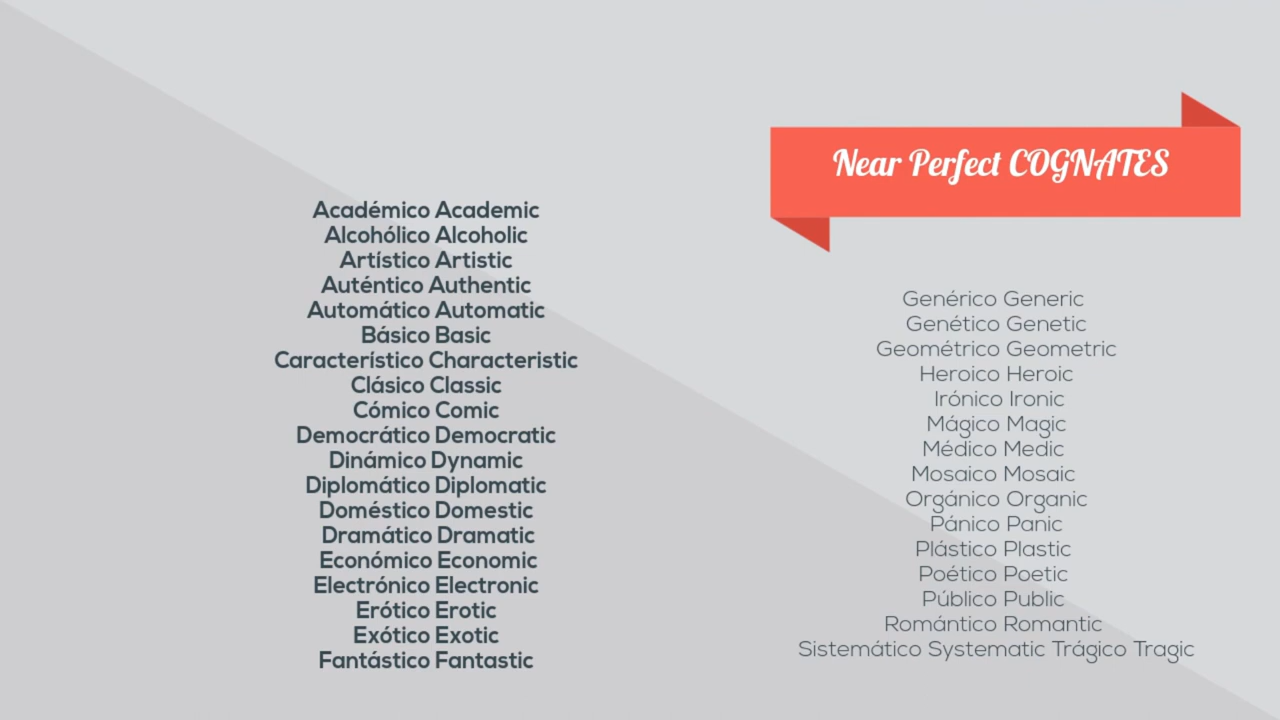 Near Perfect COGNATES
Académico Academic
Alcohólico Alcoholic
Artístico Artistic
Auténtico Authentic
Automático Automatic
Básico Basic
Característico Characteristic
Clásico Classic
Cómico Comic
Democrático Democratic
Dinámico Dynamic
Diplomático Diplomatic
Doméstico Domestic
Dramático Dramatic
Económico Economic
Electrónico Electronic
Erótico Erotic
Exótico Exotic
Fantástico Fantastic
Genérico Generic
Genético Genetic
Geométrico Geometric
Heroico Heroic
Irónico Ironic
Mágico Magic
Médico Medic
Mosaico Mosaic
Orgánico Organic
Pánico Panic
Plástico Plastic
Poético Poetic
Público Public
Romántico Romantic
Sistemático Systematic Trágico Tragic